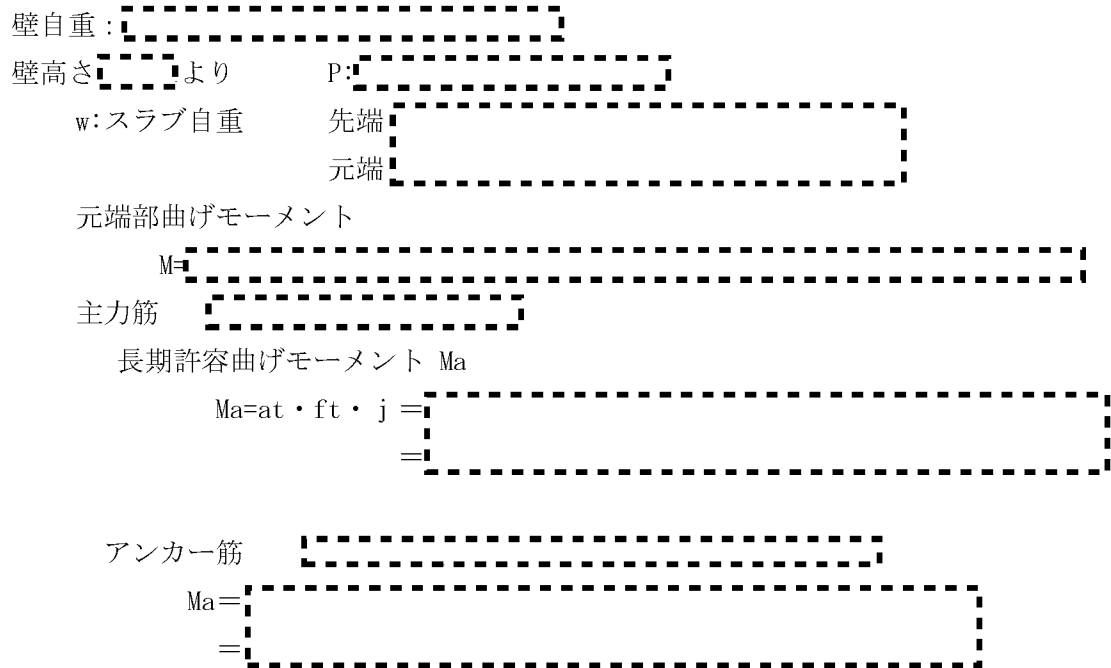 壁自重:
壁高さ より P:
w:スラブ自重 先端
元端
元端部曲げモーメント
M=
主力筋
長期許容曲げモーメント Ma
Ma=at・ft・j＝
＝
アンカー筋
Ma＝
＝